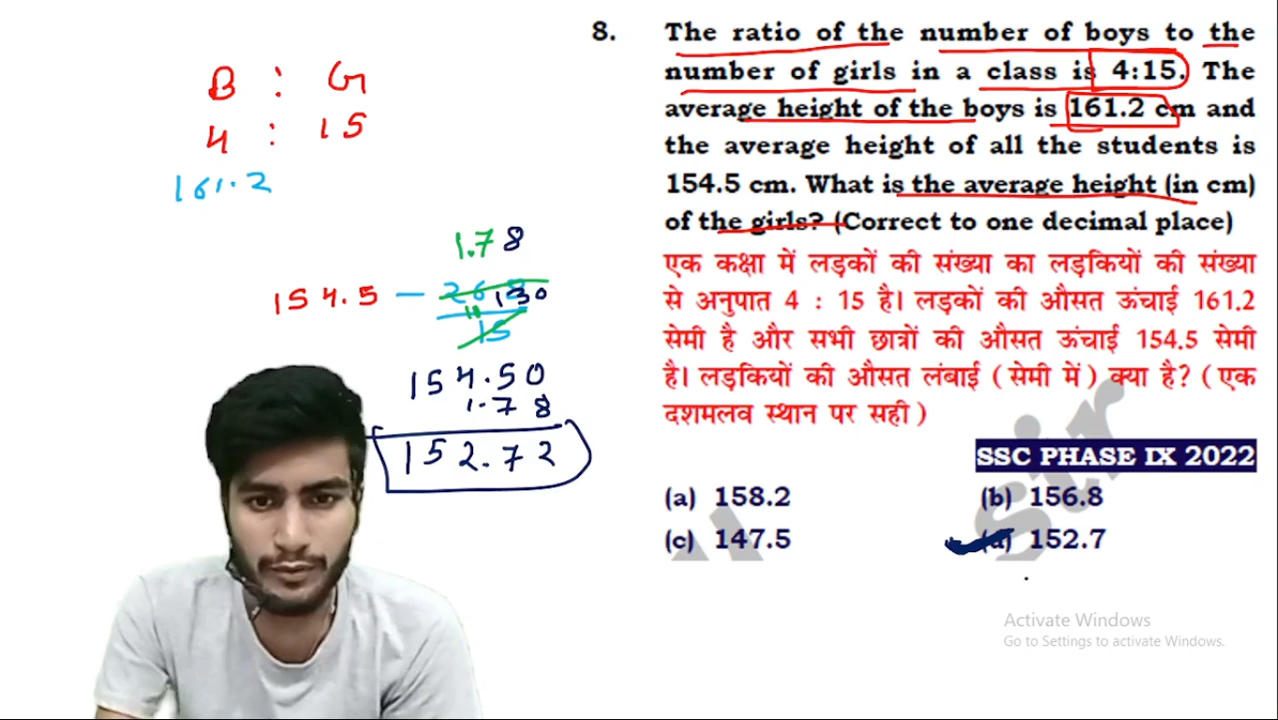 B : G
4 : 15
161.2
1.78
154.5 - 26.8 130
10
15
154.50
1.78
152.72
8. The ratio of the number of boys to the
number of girls in a class is 4:15. The
average height of the boys is 161.2 cm and
the average height of all the students is
154.5 cm. What is the average height (in cm)
of the girls? (Correct to one decimal place)
एक कक्षा में लड़कों की संख्या का लड़कियों की संख्या
से अनुपात 4 : 15 है। लड़कों की औसत ऊंचाई 161.2
सेमी है और सभी छात्रों की औसत ऊंचाई 154.5 सेमी
है। लड़कियों की औसत लंबाई ( सेमी में ) क्या है? ( एक
दशमलव स्थान पर सही )
SSC PHASE IX 2022
(a) 158.2 (b) 156.8
(c) 147.5 (d) 152.7
sir
Activate Windows
Go to Settings to activate Windows.